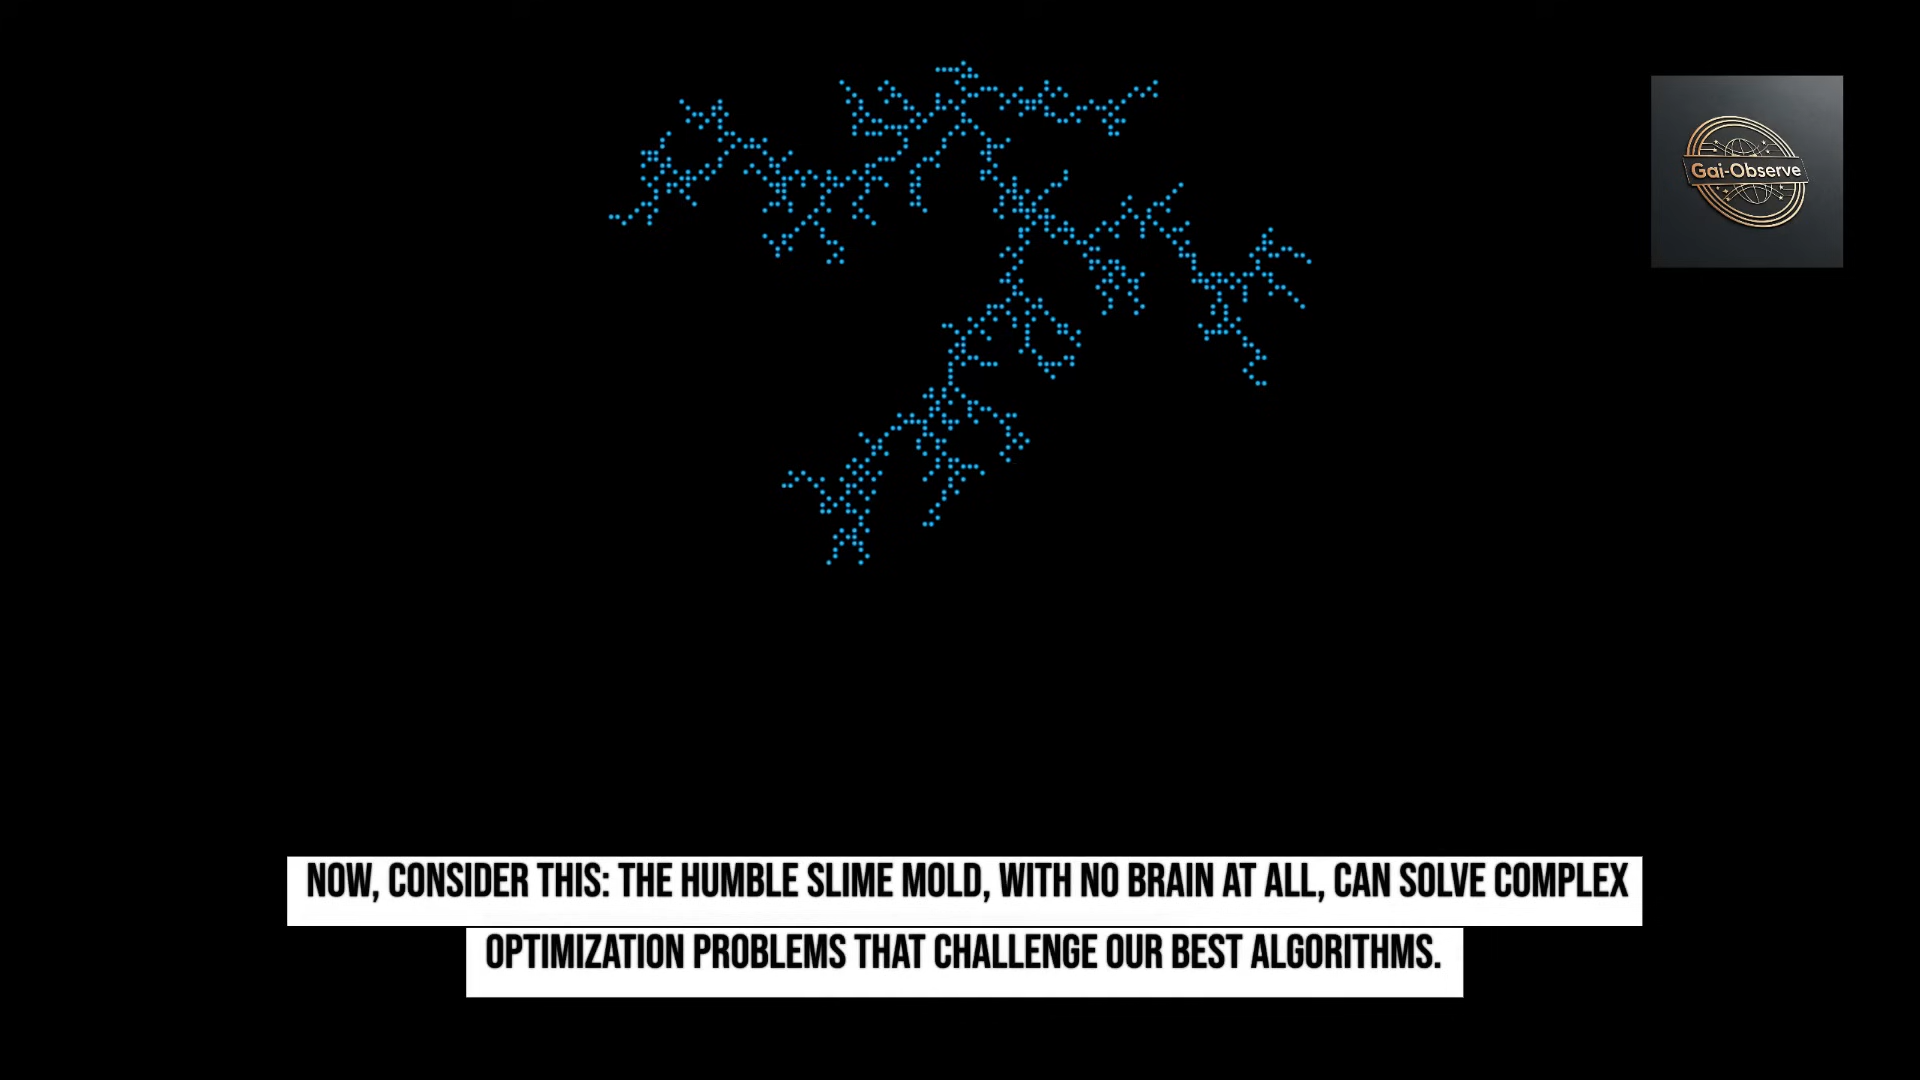 Gai-Observe
NOW, CONSIDER THIS: THE HUMBLE SLIME MOLD, WITH NO BRAIN AT ALL, CAN SOLVE COMPLEX
OPTIMIZATION PROBLEMS THAT CHALLENGE OUR BEST ALGORITHMS.